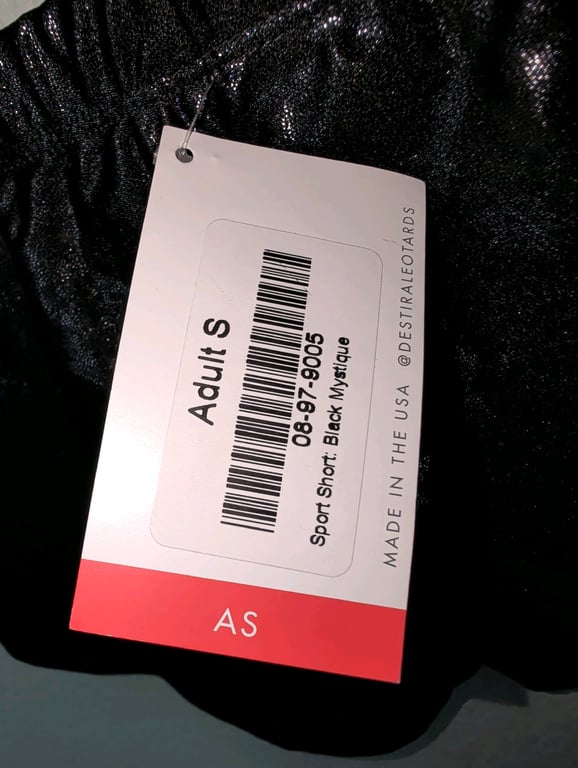 Adult S
08-97-9005
Sport Short: Black Mystique
MADE IN THE USA @DESTIRALEOTARDS
AS